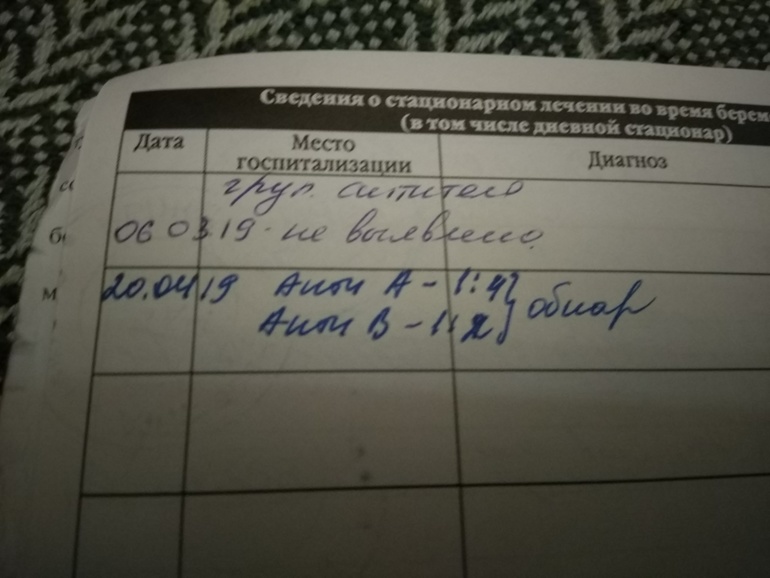 Сведения о стационарном лечении во время берем
(в том числе дневной стационар)
Дата Место госпитализации Диагноз
груп. антитела
06 03 19 - не выявлено.
20.04 19 Анти А - 1:4 } обнар
Анти В - 1:2